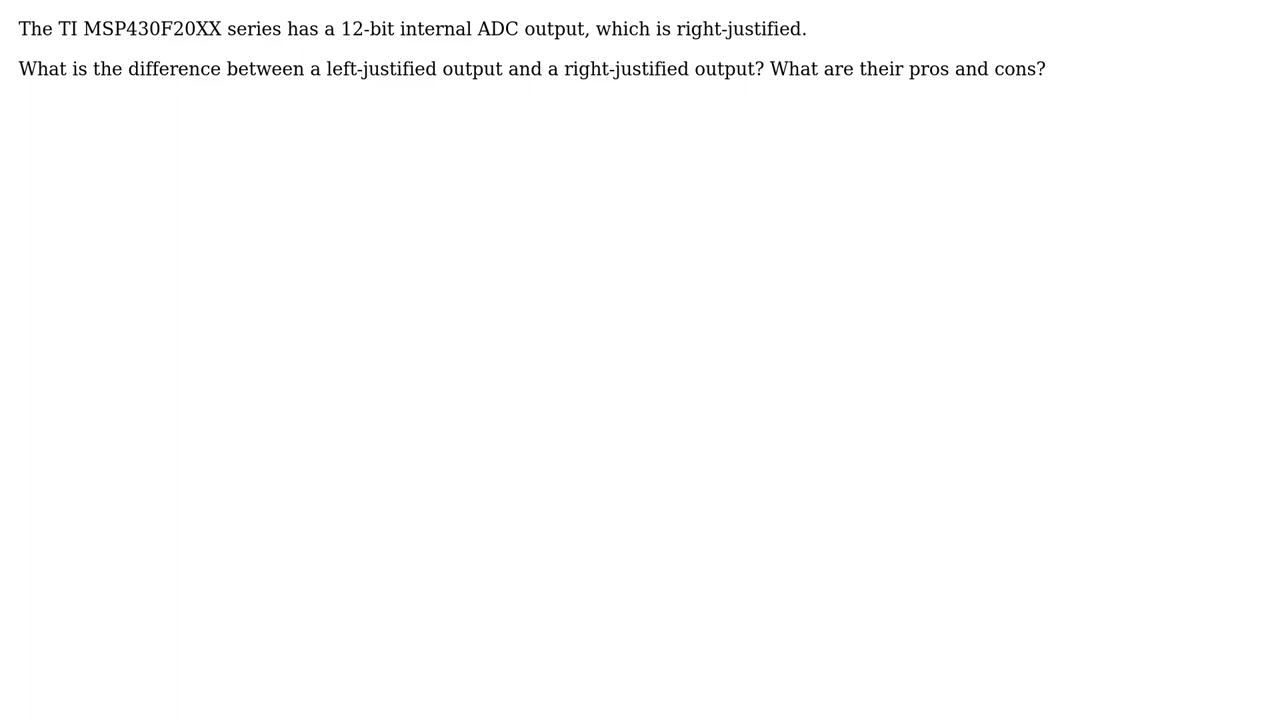 The TI MSP430F20XX series has a 12-bit internal ADC output, which is right-justified.
What is the difference between a left-justified output and a right-justified output? What are their pros and cons?